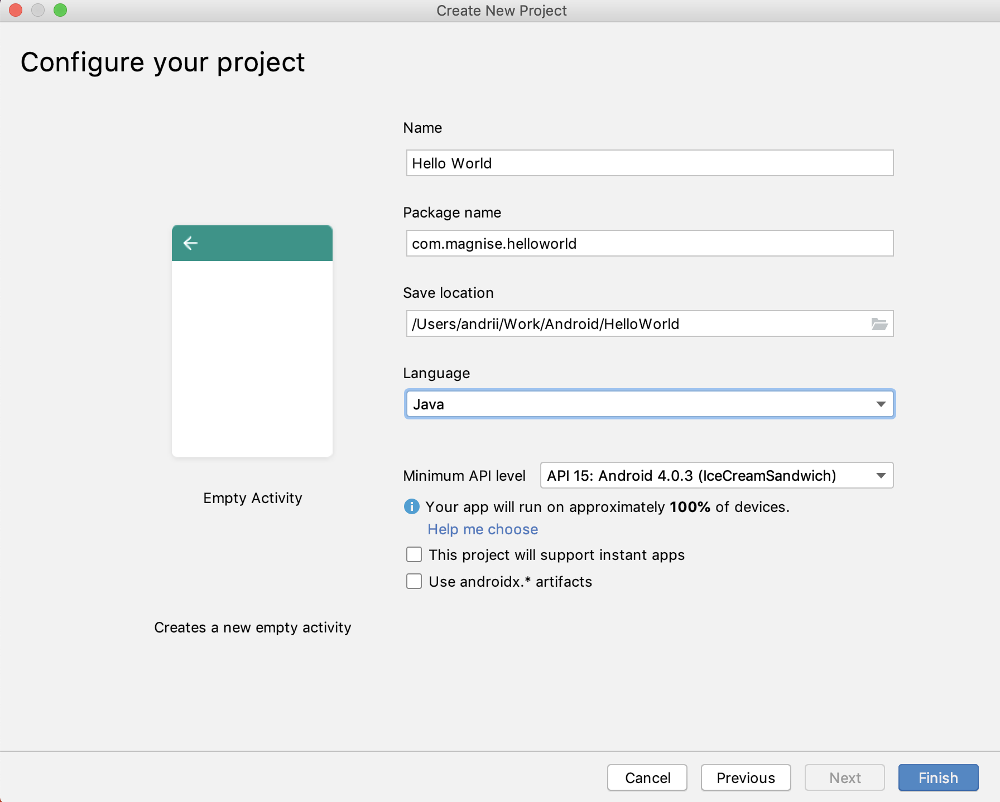 Create New Project
Configure your project
Name
Hello World
Package name
com.magnise.helloworld
Save location
/Users/andrii/Work/Android/HelloWorld
Language
Java
Minimum API level API 15: Android 4.0.3 (IceCreamSandwich)
Your app will run on approximately 100% of devices.
Help me choose
This project will support instant apps
Use androidx.* artifacts
Empty Activity
Creates a new empty activity
Cancel Previous Next Finish